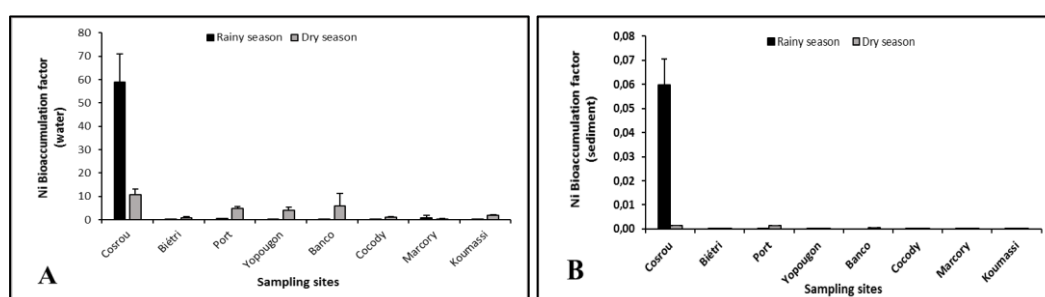 Ni Bioaccumulation factor
(water)
80
70
60
50
40
30
20
10
0
Rainy season Dry season
Cosrou Biétri Port Yopougon Banco Cocody Marcory Koumassi
Sampling sites
A
Ni Bioaccumulation factor
(sediment)
0,08
0,07
0,06
0,05
0,04
0,03
0,02
0,01
0,00
Rainy season Dry season
Cosrou Biétri Port Yopougon Banco Cocody Marcory Koumassi
Sampling sites
B